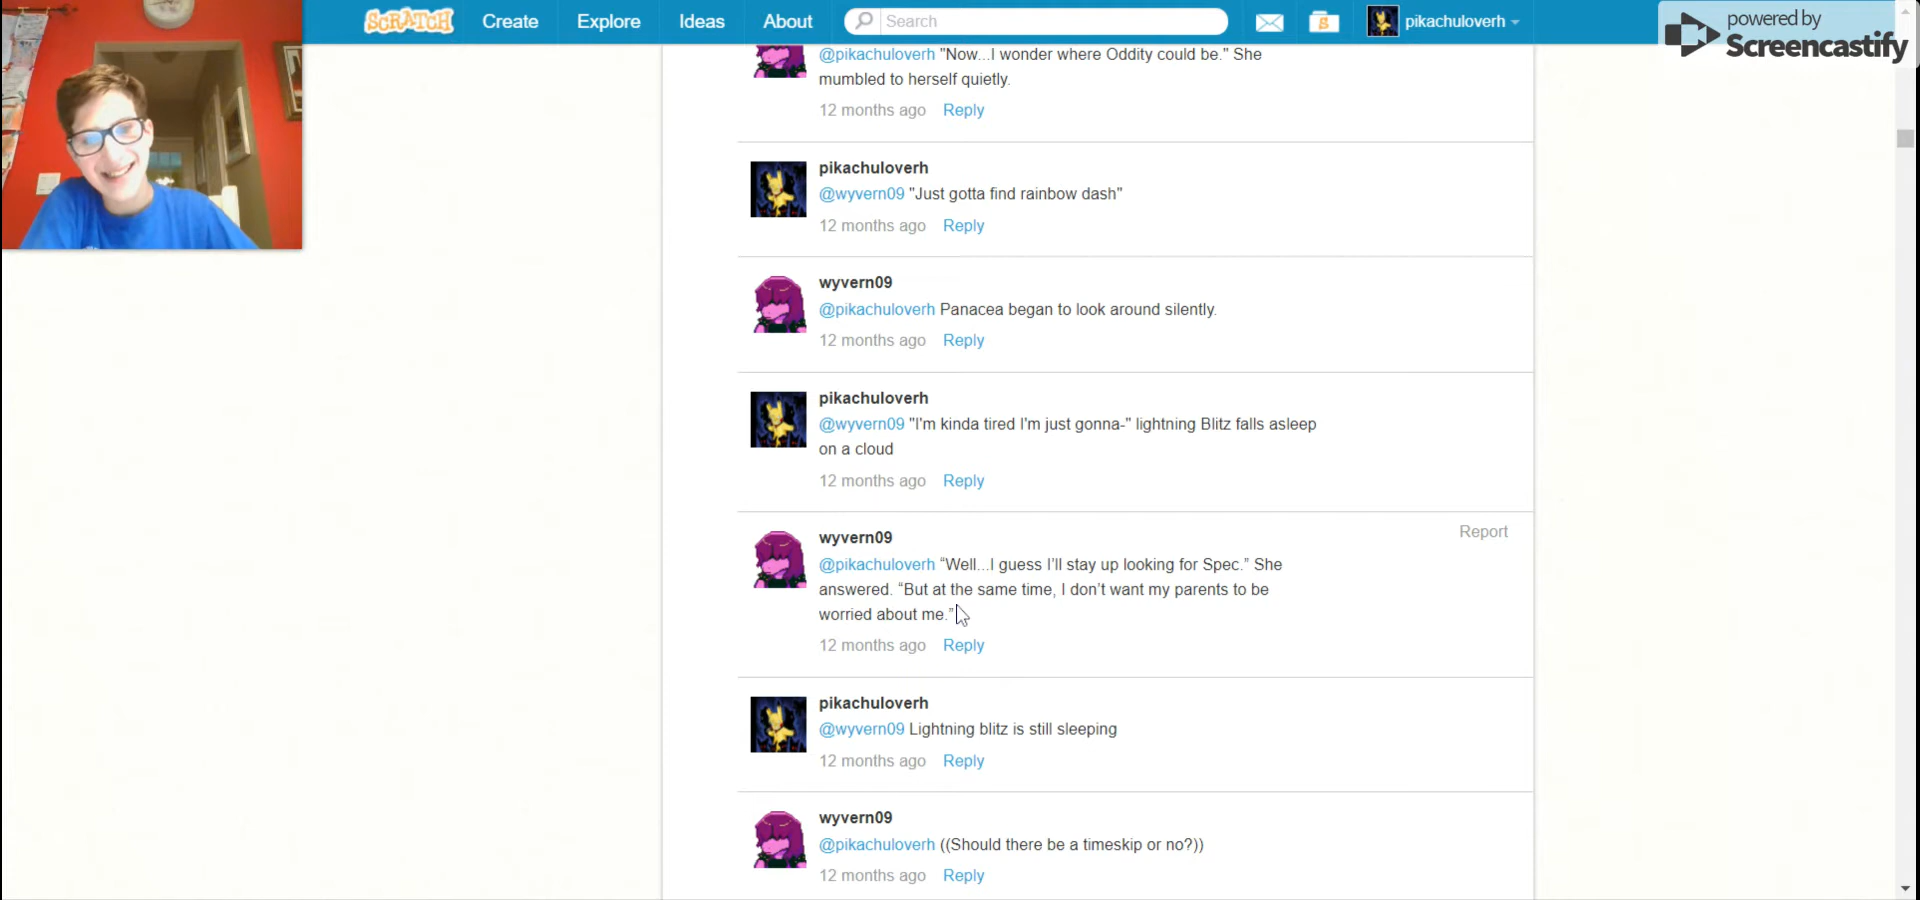 SCRATCH Create Explore Ideas About Search pikachuloverh
powered by
Screencastify
@pikachuloverh "Now...I wonder where Oddity could be." She
mumbled to herself quietly.
12 months ago Reply
pikachuloverh
@wyvern09 "Just gotta find rainbow dash"
12 months ago Reply
wyvern09
@pikachuloverh Panacea began to look around silently.
12 months ago Reply
pikachuloverh
@wyvern09 "I'm kinda tired I'm just gonna-" lightning Blitz falls asleep
on a cloud
12 months ago Reply
wyvern09
Report
@pikachuloverh “Well...I guess I’ll stay up looking for Spec.” She
answered. “But at the same time, I don’t want my parents to be
worried about me.”
12 months ago Reply
pikachuloverh
@wyvern09 Lightning blitz is still sleeping
12 months ago Reply
wyvern09
@pikachuloverh ((Should there be a timeskip or no?))
12 months ago Reply